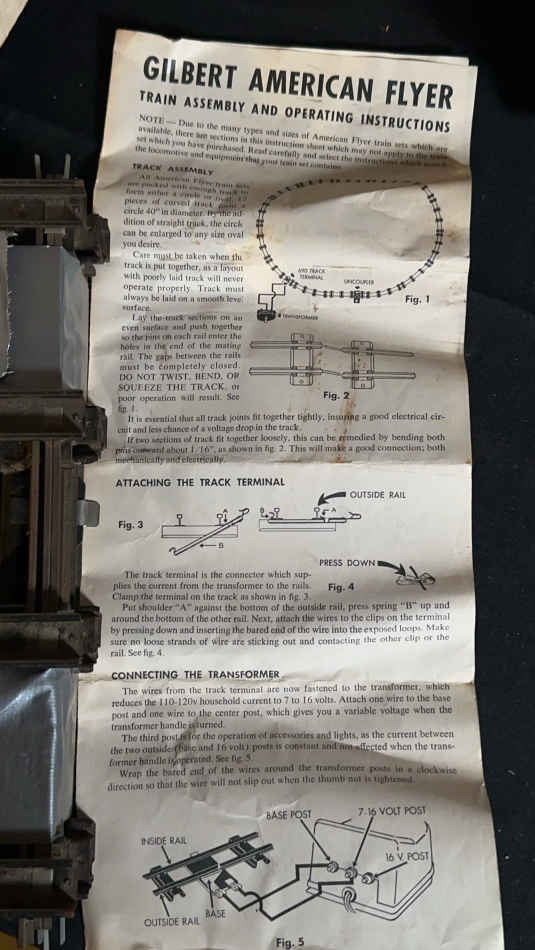 GILBERT AMERICAN FLYER
TRAIN ASSEMBLY AND OPERATING INSTRUCTIONS
NOTE — Due to the many types and sizes of American Flyer train sets which are
available, there are sections in this instruction sheet which may not apply to the train
set which you have purchased. Read carefully and select the instructions which
the locomotive and equipment that your train set contains.
TRACK ASSEMBLY
All American Flyer train sets
are packed with enough track to
form either a circle or oval. 12
pieces of curved track form a
circle 40" in diameter. By the ad-
dition of straight track, the circle
can be enlarged to any size oval
you desire.
Care must be taken when the
track is put together, as a layout
with poorly laid track will never
operate properly. Track must
always be laid on a smooth level
surface.
Lay the track sections on an
even surface and push together
so the pins on each rail enter the
holes in the end of the mating
rail. The gaps between the rails
must be completely closed.
DO NOT TWIST, BEND, OR
SQUEEZE THE TRACK, or
poor operation will result. See
fig. 1.
690 TRACK
TERMINAL
UNCOUPLER
TRANSFORMER
Fig. 1
Fig. 2
It is essential that all track joints fit together tightly, insuring a good electrical cir-
cuit and less chance of a voltage drop in the track.
If two sections of track fit together loosely, this can be remedied by bending both
pins outward about 1/16", as shown in fig. 2. This will make a good connection; both
mechanically and electrically.
ATTACHING THE TRACK TERMINAL
OUTSIDE RAIL
Fig. 3
A
B
B
A
PRESS DOWN
Fig. 4
The track terminal is the connector which sup-
plies the current from the transformer to the rails.
Clamp the terminal on the track as shown in fig. 3.
Put shoulder "A" against the bottom of the outside rail, press spring "B" up and
around the bottom of the other rail. Next, attach the wires to the clips on the terminal
by pressing down and inserting the bared end of the wire into the exposed loops. Make
sure no loose strands of wire are sticking out and contacting the other clip or the
rail. See fig. 4.
CONNECTING THE TRANSFORMER
The wires from the track terminal are now fastened to the transformer, which
reduces the 110-120v household current to 7 to 16 volts. Attach one wire to the base
post and one wire to the center post, which gives you a variable voltage when the
transformer handle is turned.
The third post is for the operation of accessories and lights, as the current between
the two outside (base and 16 volt) posts is constant and not affected when the trans-
former handle is operated. See fig. 5.
Wrap the bared end of the wires around the transformer posts in a clockwise
direction so that the wire will not slip out when the thumb nut is tightened.
BASE POST
7-16 VOLT POST
16 V. POST
INSIDE RAIL
OUTSIDE RAIL
BASE
Fig. 5